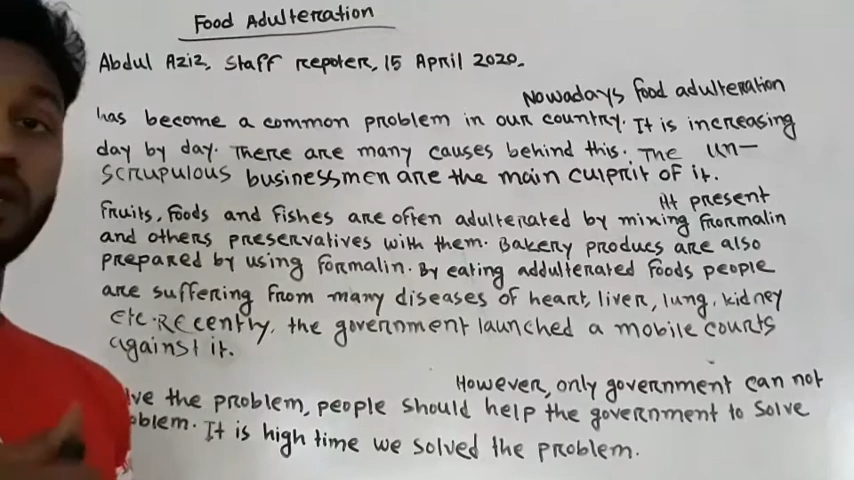 Food Adulteration
Abdul Aziz, Staff repoter, 15 April 2020.
Nowadays food adulteration
has become a common problem in our country. It is increasing
day by day. There are many causes behind this. The un-
scrupulous businessmen are the main culprit of it.
At present
fruits, foods and fishes are often adulterated by mixing frormalin
and others preservatives with them. Bakery produces are also
prepared by using formalin. By eating addulterated foods people
are suffering from many diseases of heart, liver, lung, kidney
etc. Recently, the government launched a mobile courts
against it.
However, only government can not
lve the problem, people should help the government to solve
oblem. It is high time we solved the problem.